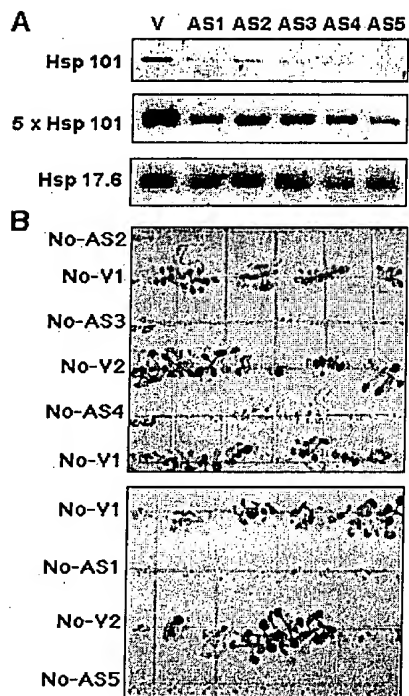 A V AS1 AS2 AS3 AS4 AS5
Hsp 101
5 x Hsp 101
Hsp 17.6
B
No-AS2
No-V1
No-AS3
No-V2
No-AS4
No-V1
No-V1
No-AS1
No-V2
No-AS5